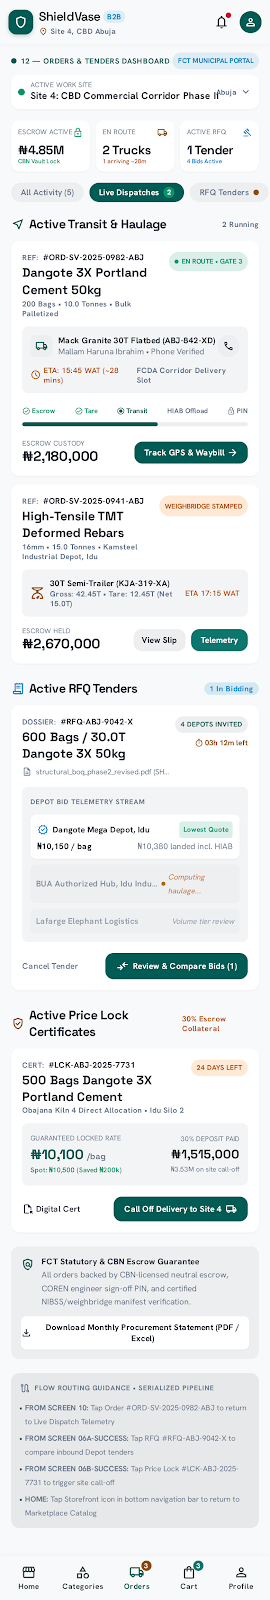 ShieldVase B2B
Site 4, CBD Abuja
12 — ORDERS & TENDERS DASHBOARD
FCT MUNICIPAL PORTAL
ACTIVE WORK SITE
Site 4: CBD Commercial Corridor Phase II
Abuja
ESCROW ACTIVE
₦4.85M
CBN Vault Lock
EN ROUTE
2 Trucks
1 arriving ~28m
ACTIVE RFQ
1 Tender
4 Bids Active
All Activity (5)
Live Dispatches 2
RFQ Tenders
Active Transit & Haulage
2 Running
REF: #ORD-SV-2025-0982-ABJ
EN ROUTE • GATE 3
Dangote 3X Portland
Cement 50kg
200 Bags • 10.0 Tonnes • Bulk
Palletized
Mack Granite 30T Flatbed (ABJ-842-XD)
Mallam Haruna Ibrahim • Phone Verified
ETA: 15:45 WAT (~28
mins)
FCDA Corridor Delivery
Slot
Escrow
Tare
Transit
HIAB Offload
PIN
ESCROW CUSTODY
₦2,180,000
Track GPS & Waybill →
REF: #ORD-SV-2025-0941-ABJ
WEIGHBRIDGE STAMPED
High-Tensile TMT
Deformed Rebars
16mm • 15.0 Tonnes • Kamsteel
Industrial Depot, Idu
30T Semi-Trailer (KJA-319-XA)
Gross: 42.45T • Tare: 12.45T (Net
15.0T)
ETA 17:15 WAT
ESCROW HELD
₦2,670,000
View Slip
Telemetry
Active RFQ Tenders
1 In Bidding
DOSSIER: #RFQ-ABJ-9042-X
4 DEPOTS INVITED
600 Bags / 30.0T
Dangote 3X 50kg
03h 12m left
structural_boq_phase2_revised.pdf (SH...
DEPOT BID TELEMETRY STREAM
Dangote Mega Depot, Idu
Lowest Quote
₦10,150 / bag
₦10,380 landed incl. HIAB
BUA Authorized Hub, Idu Indu...
Computing
haulage...
Lafarge Elephant Logistics
Volume tier review
Cancel Tender
Review & Compare Bids (1)
Active Price Lock
Certificates
30% Escrow
Collateral
CERT: #LCK-ABJ-2025-7731
24 DAYS LEFT
500 Bags Dangote 3X
Portland Cement
Obajana Kiln 4 Direct Allocation • Idu Silo 2
GUARANTEED LOCKED RATE
₦10,100 /bag
Spot: ₦10,500 (Saved ₦200k)
30% DEPOSIT PAID
₦1,515,000
₦3.53M on site call-off
Digital Cert
Call Off Delivery to Site 4
FCT Statutory & CBN Escrow Guarantee
All orders backed by CBN-licensed neutral escrow,
COREN engineer sign-off PIN, and certified
NIBSS/weighbridge manifest verification.
Download Monthly Procurement Statement (PDF /
Excel)
FLOW ROUTING GUIDANCE • SERIALIZED PIPELINE
• FROM SCREEN 10: Tap Order #ORD-SV-2025-0982-ABJ to return
to Live Dispatch Telemetry
• FROM SCREEN 06A-SUCCESS: Tap RFQ #RFQ-ABJ-9042-X to
compare inbound Depot tenders
• FROM SCREEN 06B-SUCCESS: Tap Price Lock #LCK-ABJ-2025-
7731 to trigger site call-off
• HOME: Tap Storefront icon in bottom navigation bar to return to
Marketplace Catalog
Home
Categories
3
Orders
3
Cart
Profile